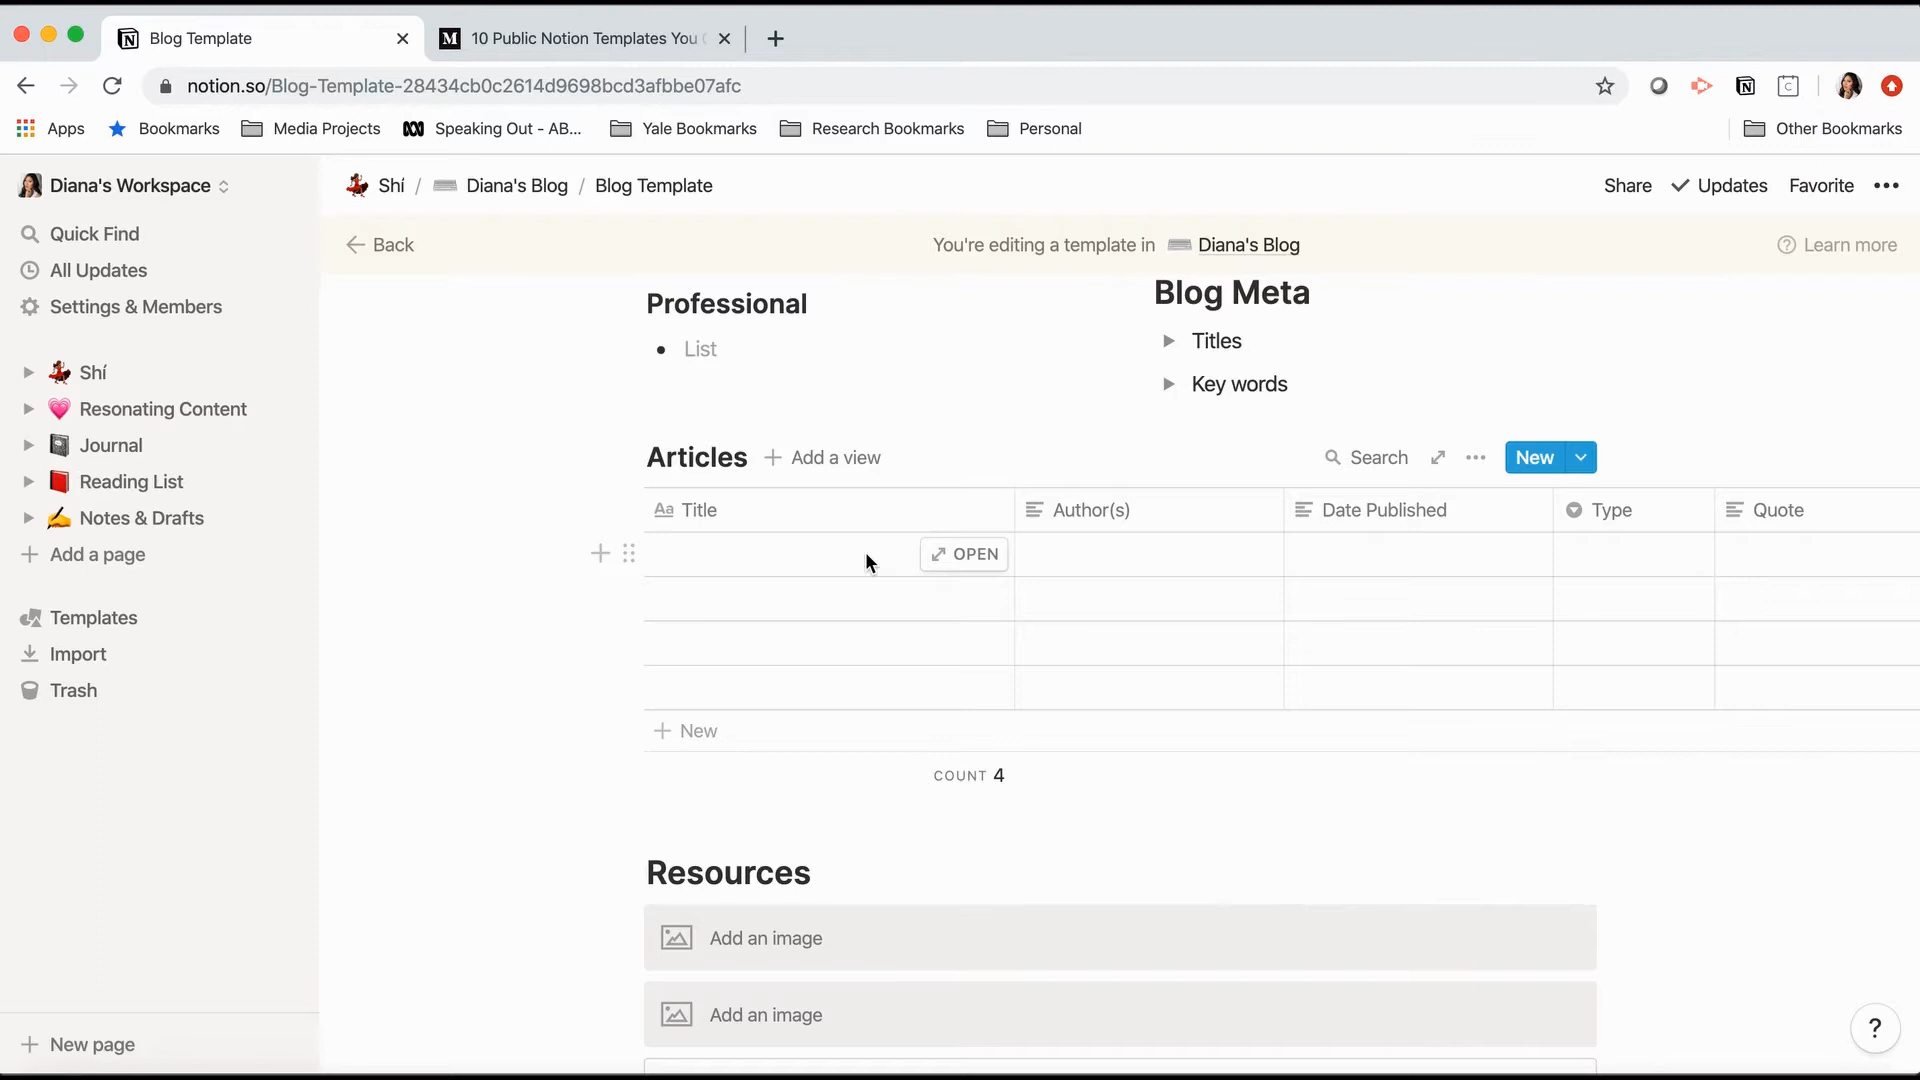 Blog Template
10 Public Notion Templates You
notion.so/Blog-Template-28434cb0c2614d9698bcd3afbbe07afc
Apps
Bookmarks
Media Projects
Speaking Out - AB...
Yale Bookmarks
Research Bookmarks
Personal
Other Bookmarks
Diana's Workspace
Quick Find
All Updates
Settings & Members
Shí
Resonating Content
Journal
Reading List
Notes & Drafts
Add a page
Templates
Import
Trash
New page
Shí / Diana's Blog / Blog Template
Share
Updates
Favorite
Back
You're editing a template in Diana's Blog
Learn more
Professional
List
Blog Meta
Titles
Key words
Articles
Add a view
Search
New
Aa Title
Author(s)
Date Published
Type
Quote
OPEN
New
COUNT 4
Resources
Add an image
Add an image
?